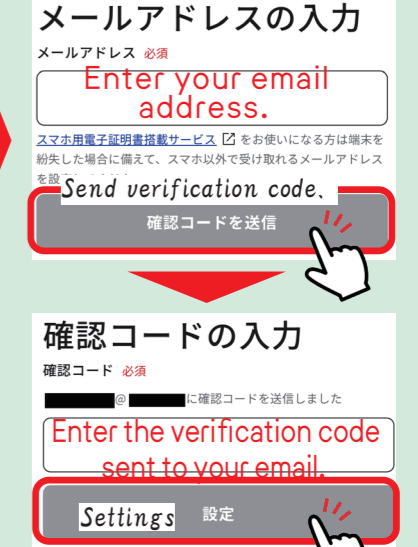 メールアドレスの入力
メールアドレス 必須
Enter your email
address.
スマホ用電子証明書搭載サービス をお使いになる方は端末を
紛失した場合に備えて、スマホ以外で受け取れるメールアドレス
を設
Send verification code.
確認コードを送信
確認コードの入力
確認コード 必須
@ に確認コードを送信しました
Enter the verification code
sent to your email.
Settings 設定